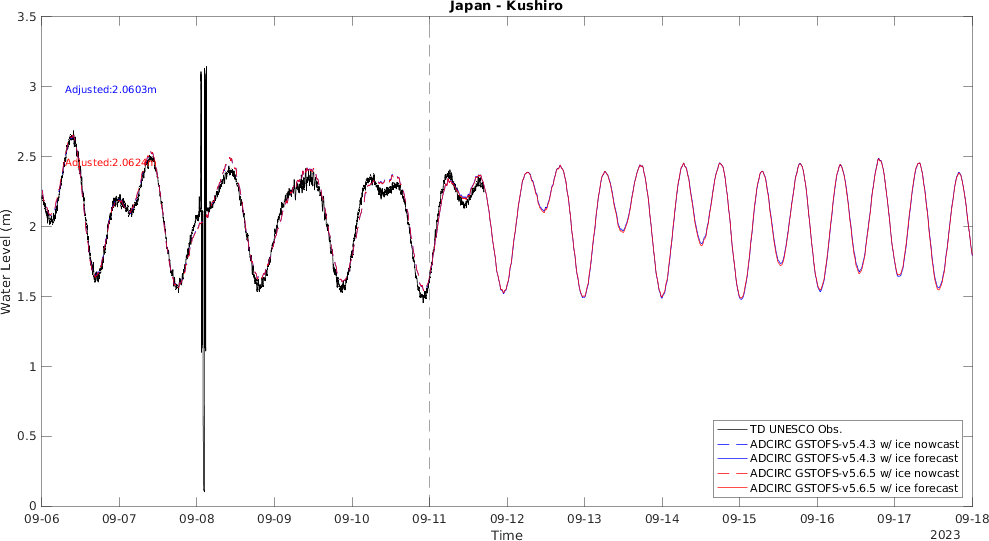 Japan - Kushiro
3.5
3
2.5
2
1.5
1
0.5
0
Water Level (m)
Adjusted:2.0603m
Adjusted:2.0624m
TD UNESCO Obs.
ADCIRC GSTOFS-v5.4.3 w/ ice nowcast
ADCIRC GSTOFS-v5.4.3 w/ ice forecast
ADCIRC GSTOFS-v5.6.5 w/ ice nowcast
ADCIRC GSTOFS-v5.6.5 w/ ice forecast
09-06 09-07 09-08 09-09 09-10 09-11 09-12 09-13 09-14 09-15 09-16 09-17 09-18
Time
2023